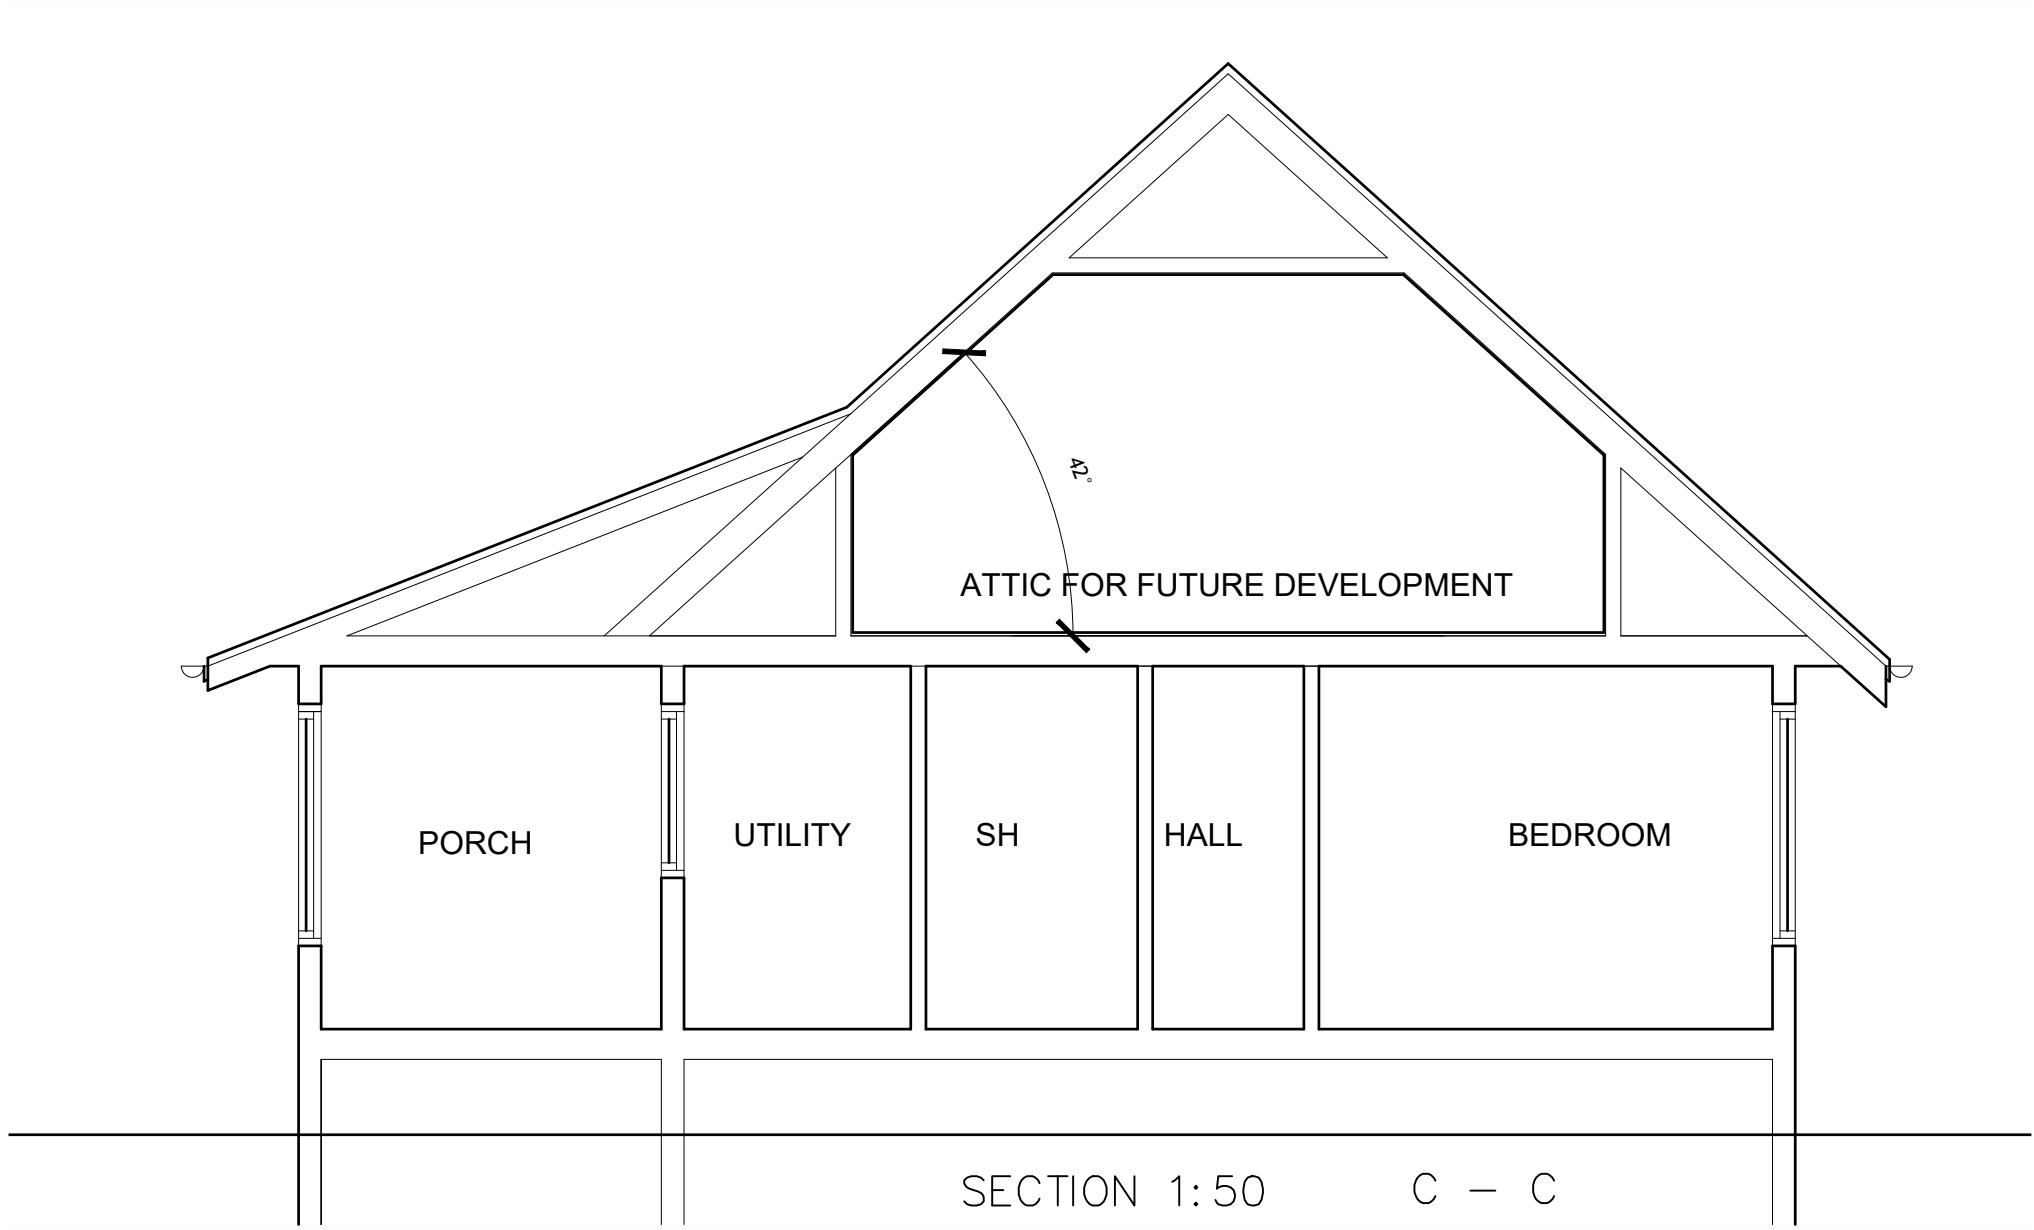 42°
ATTIC FOR FUTURE DEVELOPMENT
PORCH
UTILITY
SH
HALL
BEDROOM
SECTION 1:50 C - C